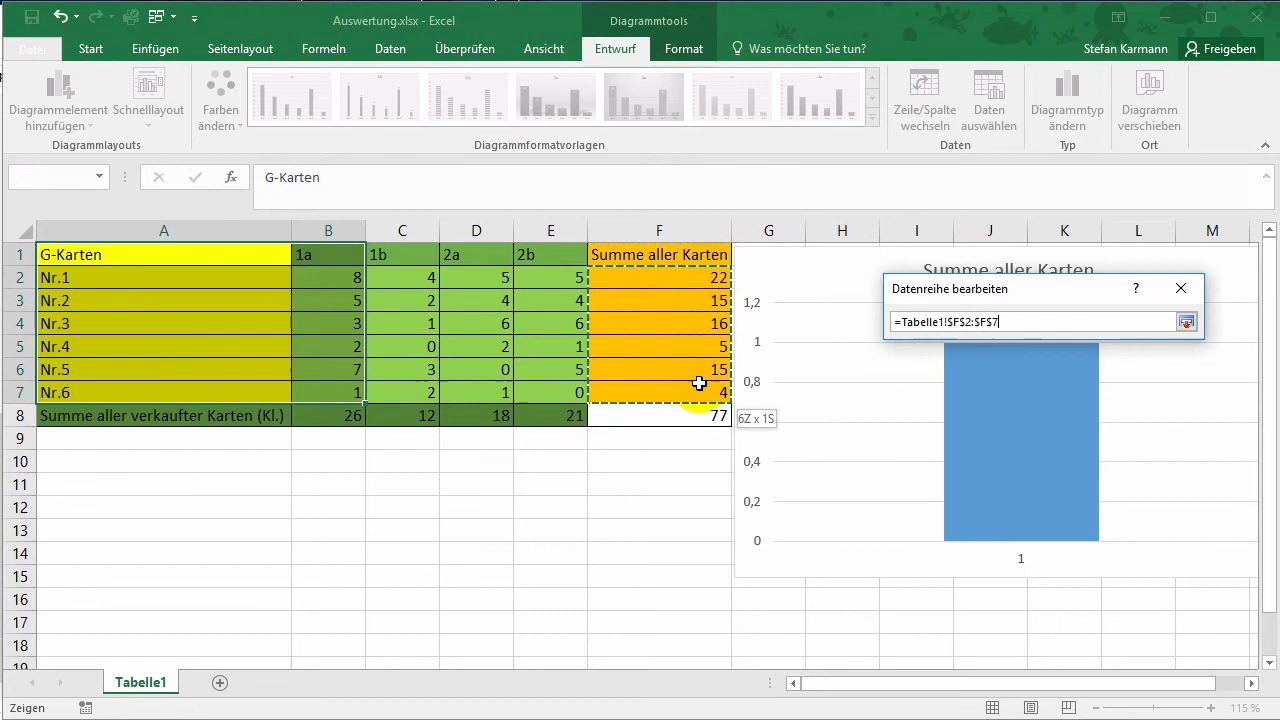 Auswertung.xlsx - Excel
Diagrammtools
Datei
Start
Einfügen
Seitenlayout
Formeln
Daten
Überprüfen
Ansicht
Entwurf
Format
Was möchten Sie tun?
Stefan Karmann
Freigeben
Diagrammelement hinzufügen
Schnelllayout
Farben ändern
Zeile/Spalte wechseln
Daten auswählen
Diagrammtyp ändern
Diagramm verschieben
Diagrammlayouts
Diagrammformatvorlagen
Daten
Typ
Ort
fx
G-Karten
A B C D E F G H I J K L M
1 G-Karten 1a 1b 2a 2b Summe aller Karten
2 Nr.1 8 4 5 5 22
3 Nr.2 5 2 4 4 15
4 Nr.3 3 1 6 6 16
5 Nr.4 2 0 2 1 5
6 Nr.5 7 3 0 5 15
7 Nr.6 1 2 1 0 4
8 Summe aller verkaufter Karten (Kl.) 26 12 18 21 77
9
10
11
12
13
14
15
16
17
18
19
6Z x 1S
Summe aller Karten
1,2
1
0,8
0,4
0,2
0
1
Datenreihe bearbeiten
?
=Tabelle1!$F$2:$F$7
Tabelle1
Zeigen
115 %